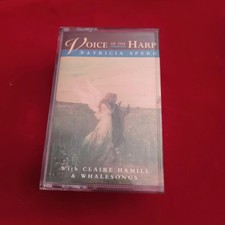 VOICE OF THE HARP
PATRICIA SPERO
With CLAIRE HAMILL
& WHALESONGS